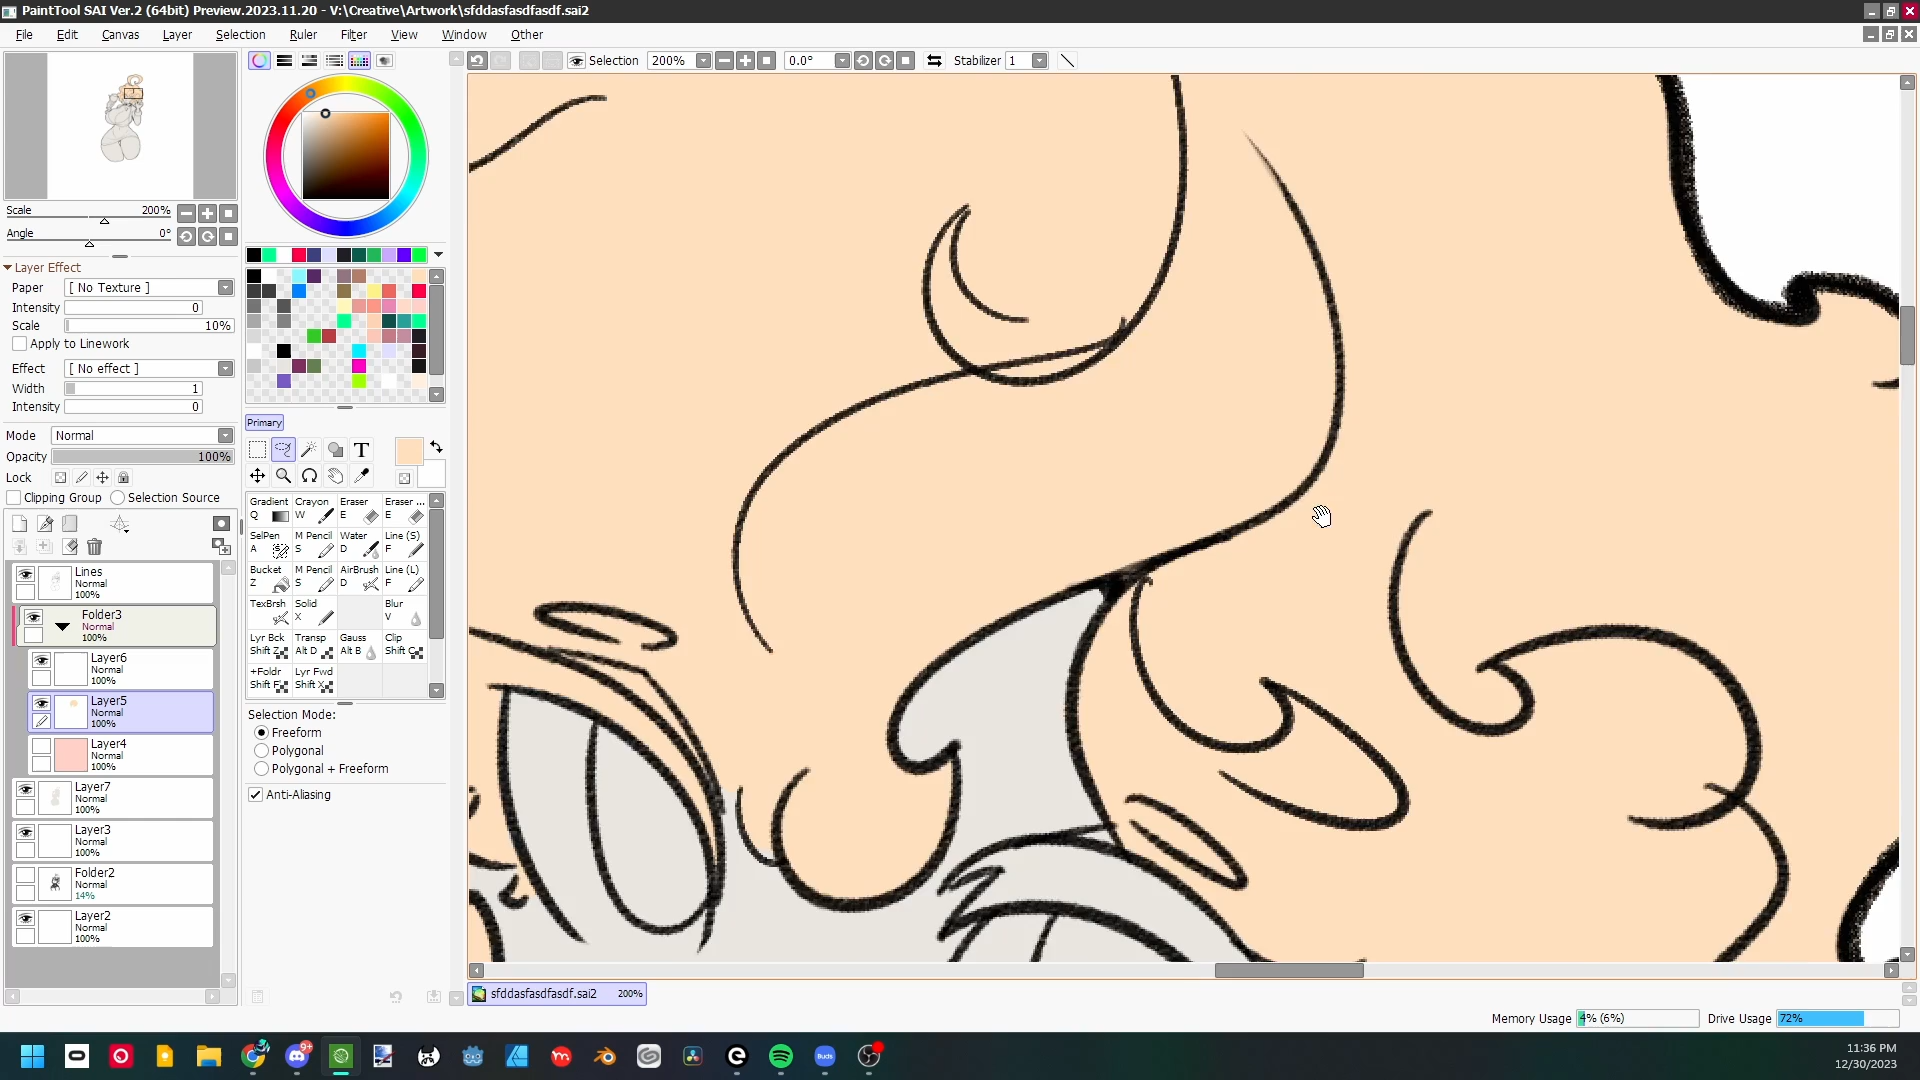 PaintTool SAI Ver.2 (64bit) Preview.2023.11.20 - V:\Creative\Artwork\sfddasfasdfasdf.sai2
File Edit Canvas Layer Selection Ruler Filter View Window Other
Selection 200% 0.0° Stabilizer 1
Scale 200%
Angle 0°
Layer Effect
Paper [ No Texture ]
Intensity 0
Scale 10%
Apply to Linework
Effect [ No effect ]
Width 1
Intensity 0
Mode Normal
Opacity 100%
Lock
Clipping Group Selection Source
Lines
Normal
100%
Folder3
Normal
100%
Layer6
Normal
100%
Layer5
Normal
100%
Layer4
Normal
100%
Layer7
Normal
100%
Layer3
Normal
100%
Folder2
Normal
14%
Layer2
Normal
100%
Primary
T
Gradient Crayon Eraser Eraser ...
Q W E E
SelPen M Pencil Water Line (S)
A S D F
Bucket M Pencil AirBrush Line (L)
Z S D F
TexBrsh Solid Blur
X V
Lyr Bck Transp Gauss Clip
Shift Z Alt D Alt B Shift C
+Foldr Lyr Fwd
Shift F Shift X
Selection Mode:
Freeform
Polygonal
Polygonal + Freeform
Anti-Aliasing
sfddasfasdfasdf.sai2 200%
Memory Usage 4% (6%) Drive Usage 72%
9+
Buds
11:36 PM
12/30/2023